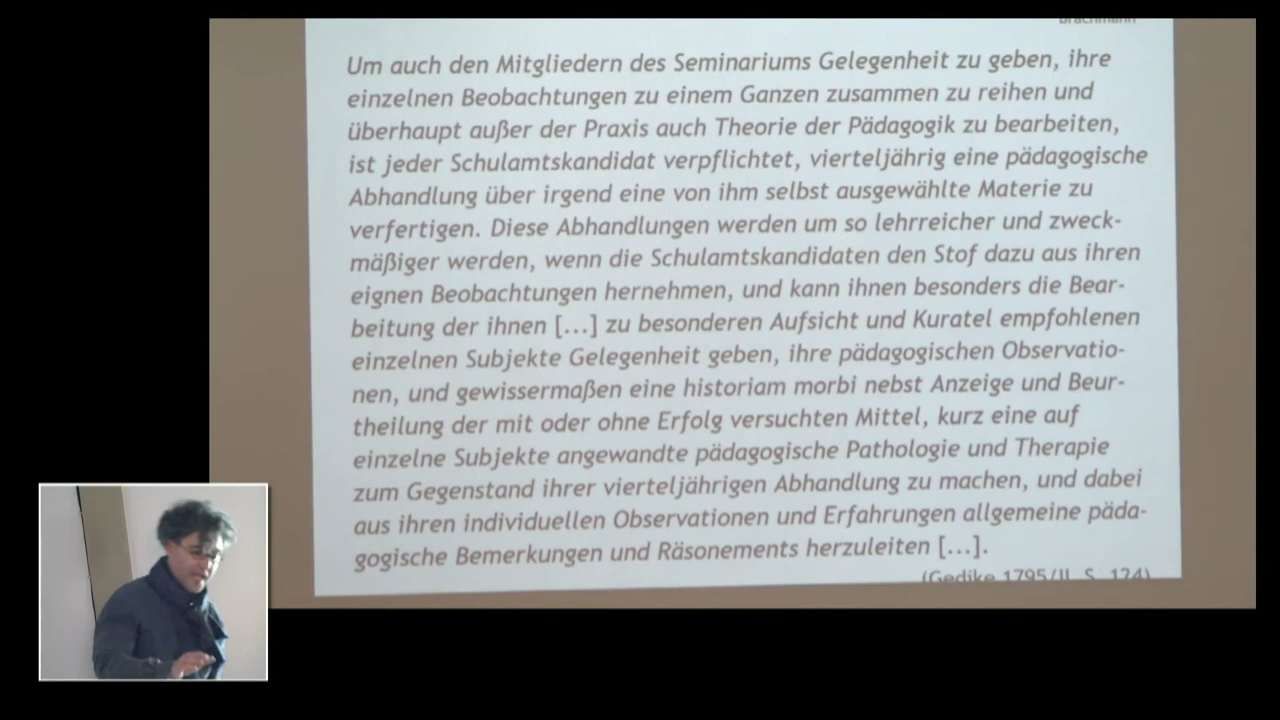 Brachmann
Um auch den Mitgliedern des Seminariums Gelegenheit zu geben, ihre
einzelnen Beobachtungen zu einem Ganzen zusammen zu reihen und
überhaupt außer der Praxis auch Theorie der Pädagogik zu bearbeiten,
ist jeder Schulamtskandidat verpflichtet, vierteljährig eine pädagogische
Abhandlung über irgend eine von ihm selbst ausgewählte Materie zu
verfertigen. Diese Abhandlungen werden um so lehrreicher und zweck-
mäßiger werden, wenn die Schulamtskandidaten den Stof dazu aus ihren
eignen Beobachtungen hernehmen, und kann ihnen besonders die Bear-
beitung der ihnen [...] zu besonderen Aufsicht und Kuratel empfohlenen
einzelnen Subjekte Gelegenheit geben, ihre pädagogischen Observatio-
nen, und gewissermaßen eine historiam morbi nebst Anzeige und Beur-
theilung der mit oder ohne Erfolg versuchten Mittel, kurz eine auf
einzelne Subjekte angewandte pädagogische Pathologie und Therapie
zum Gegenstand ihrer vierteljährigen Abhandlung zu machen, und dabei
aus ihren individuellen Observationen und Erfahrungen allgemeine päda-
gogische Bemerkungen und Räsonements herzuleiten [...].
(Gedike 1795/II, S. 124)